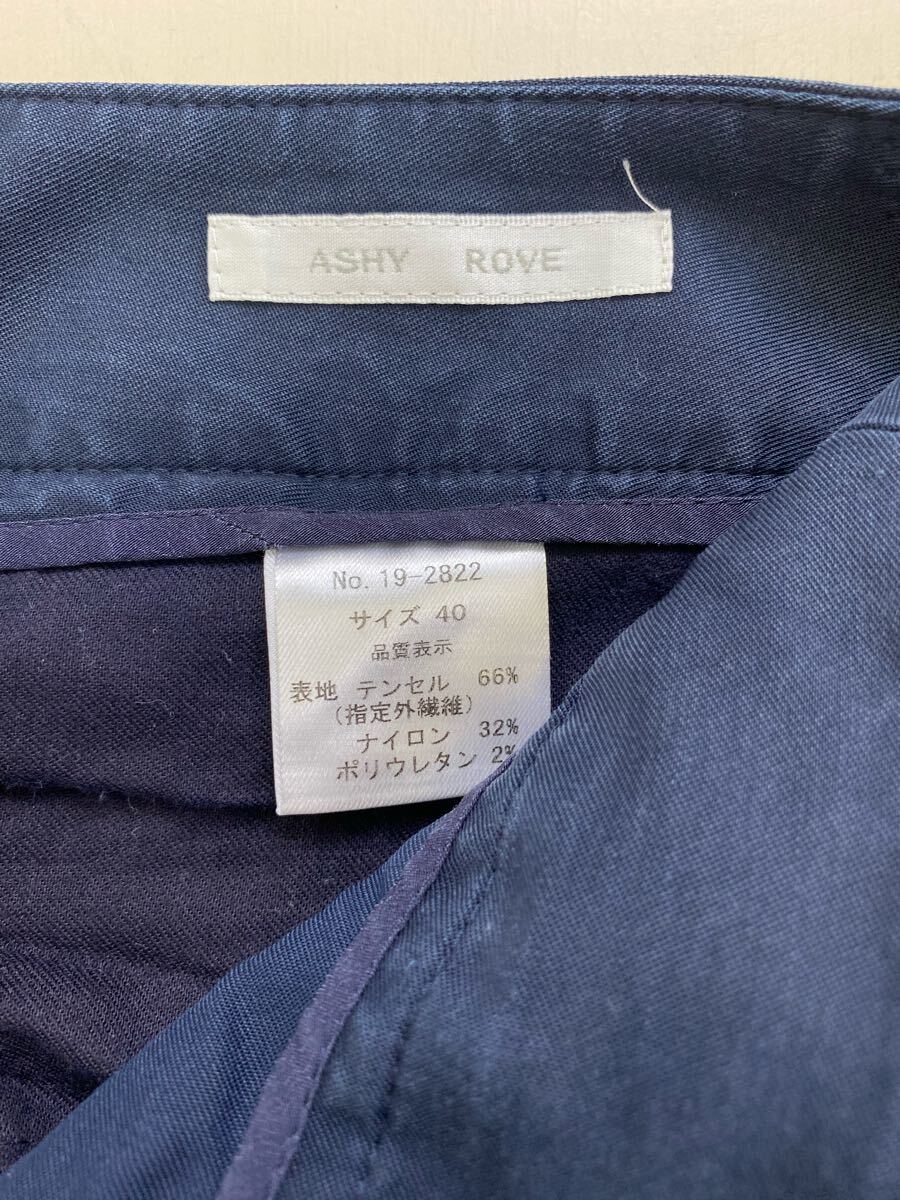 ASHY ROVE
No. 19-2822
サイズ 40
品質表示
表地 テンセル 66%
(指定外繊維)
ナイロン 32%
ポリウレタン 2%